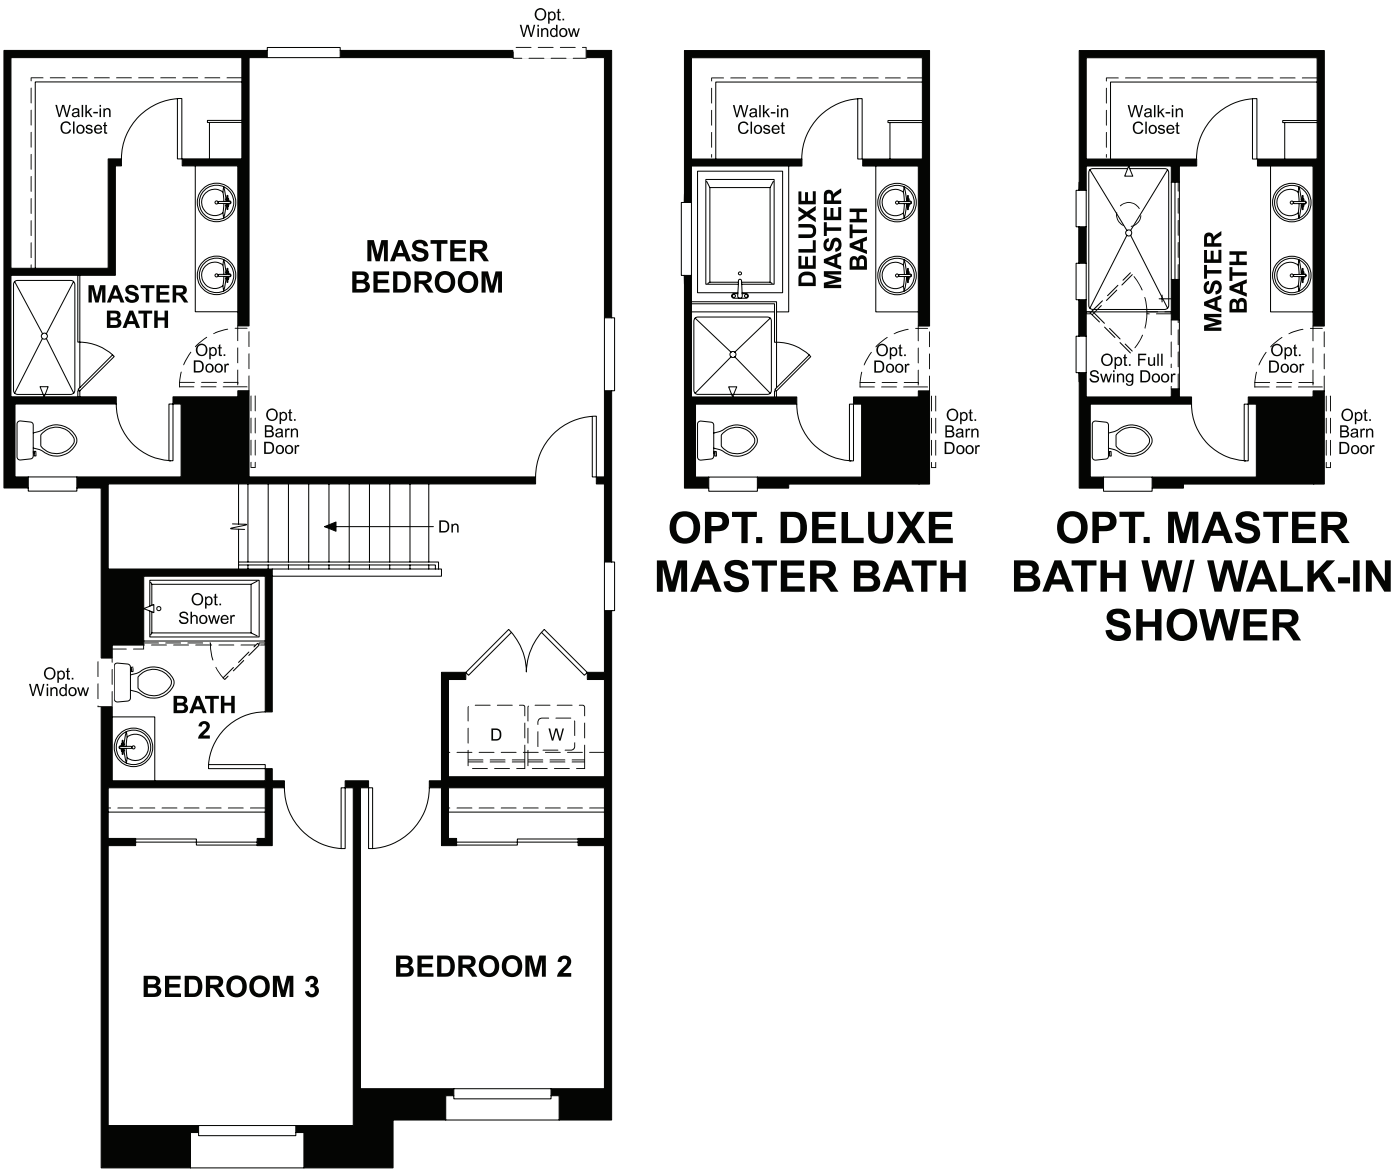 Opt.
Window
Walk-in
Closet
MASTER
BEDROOM
MASTER
BATH
Opt.
Door
Opt.
Barn
Door
Dn
Opt.
Shower
Opt.
Window
BATH
2
D
W
BEDROOM 3
BEDROOM 2
Walk-in
Closet
DELUXE
MASTER
BATH
Opt.
Door
Opt.
Barn
Door
OPT. DELUXE
MASTER BATH
Walk-in
Closet
MASTER
BATH
Opt. Full
Swing Door
Opt.
Door
Opt.
Barn
Door
OPT. MASTER
BATH W/ WALK-IN
SHOWER